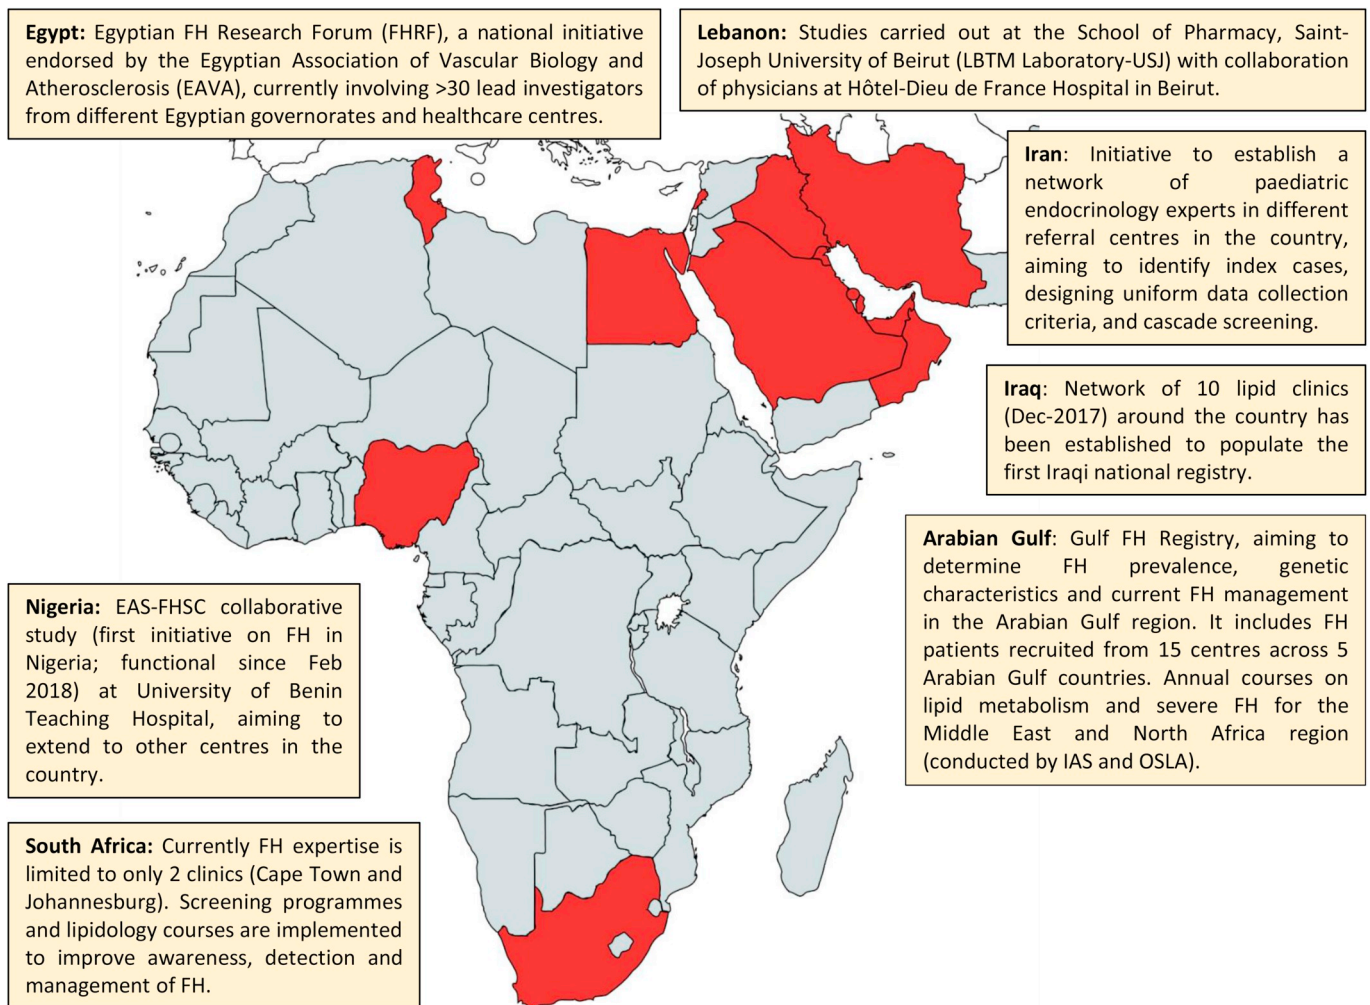 Egypt: Egyptian FH Research Forum (FHRF), a national initiative
endorsed by the Egyptian Association of Vascular Biology and
Atherosclerosis (EAVA), currently involving >30 lead investigators
from different Egyptian governorates and healthcare centres.
Lebanon: Studies carried out at the School of Pharmacy, Saint-
Joseph University of Beirut (LBTM Laboratory-USJ) with collaboration
of physicians at Hôtel-Dieu de France Hospital in Beirut.
Iran: Initiative to establish a
network of paediatric
endocrinology experts in different
referral centres in the country,
aiming to identify index cases,
designing uniform data collection
criteria, and cascade screening.
Iraq: Network of 10 lipid clinics
(Dec-2017) around the country has
been established to populate the
first Iraqi national registry.
Arabian Gulf: Gulf FH Registry, aiming to
determine FH prevalence, genetic
characteristics and current FH management
in the Arabian Gulf region. It includes FH
patients recruited from 15 centres across 5
Arabian Gulf countries. Annual courses on
lipid metabolism and severe FH for the
Middle East and North Africa region
(conducted by IAS and OSLA).
Nigeria: EAS-FHSC collaborative
study (first initiative on FH in
Nigeria; functional since Feb
2018) at University of Benin
Teaching Hospital, aiming to
extend to other centres in the
country.
South Africa: Currently FH expertise is
limited to only 2 clinics (Cape Town and
Johannesburg). Screening programmes
and lipidology courses are implemented
to improve awareness, detection and
management of FH.